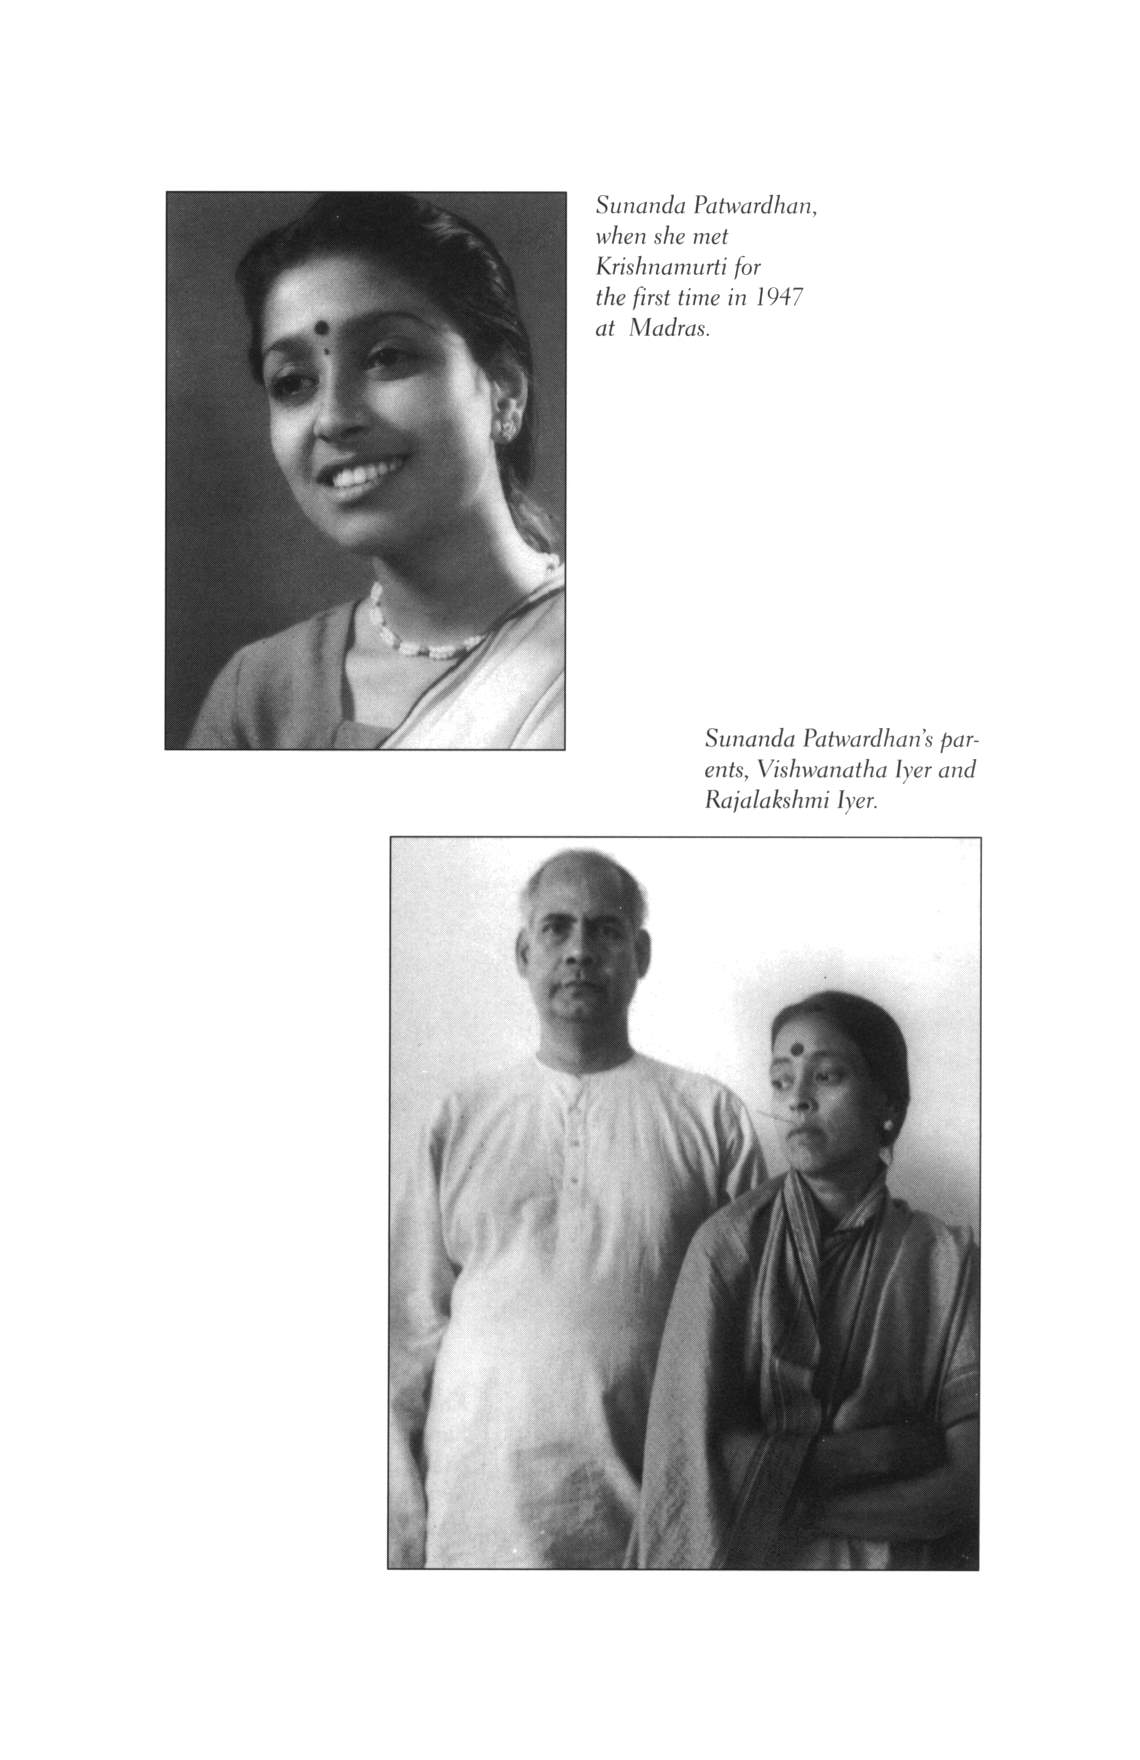 Sunanda Patwardhan,
when she met
Krishnamurti for
the first time in 1947
at Madras.
Sunanda Patwardhan's par-
ents, Vishwanatha Iyer and
Rajalakshmi Iyer.